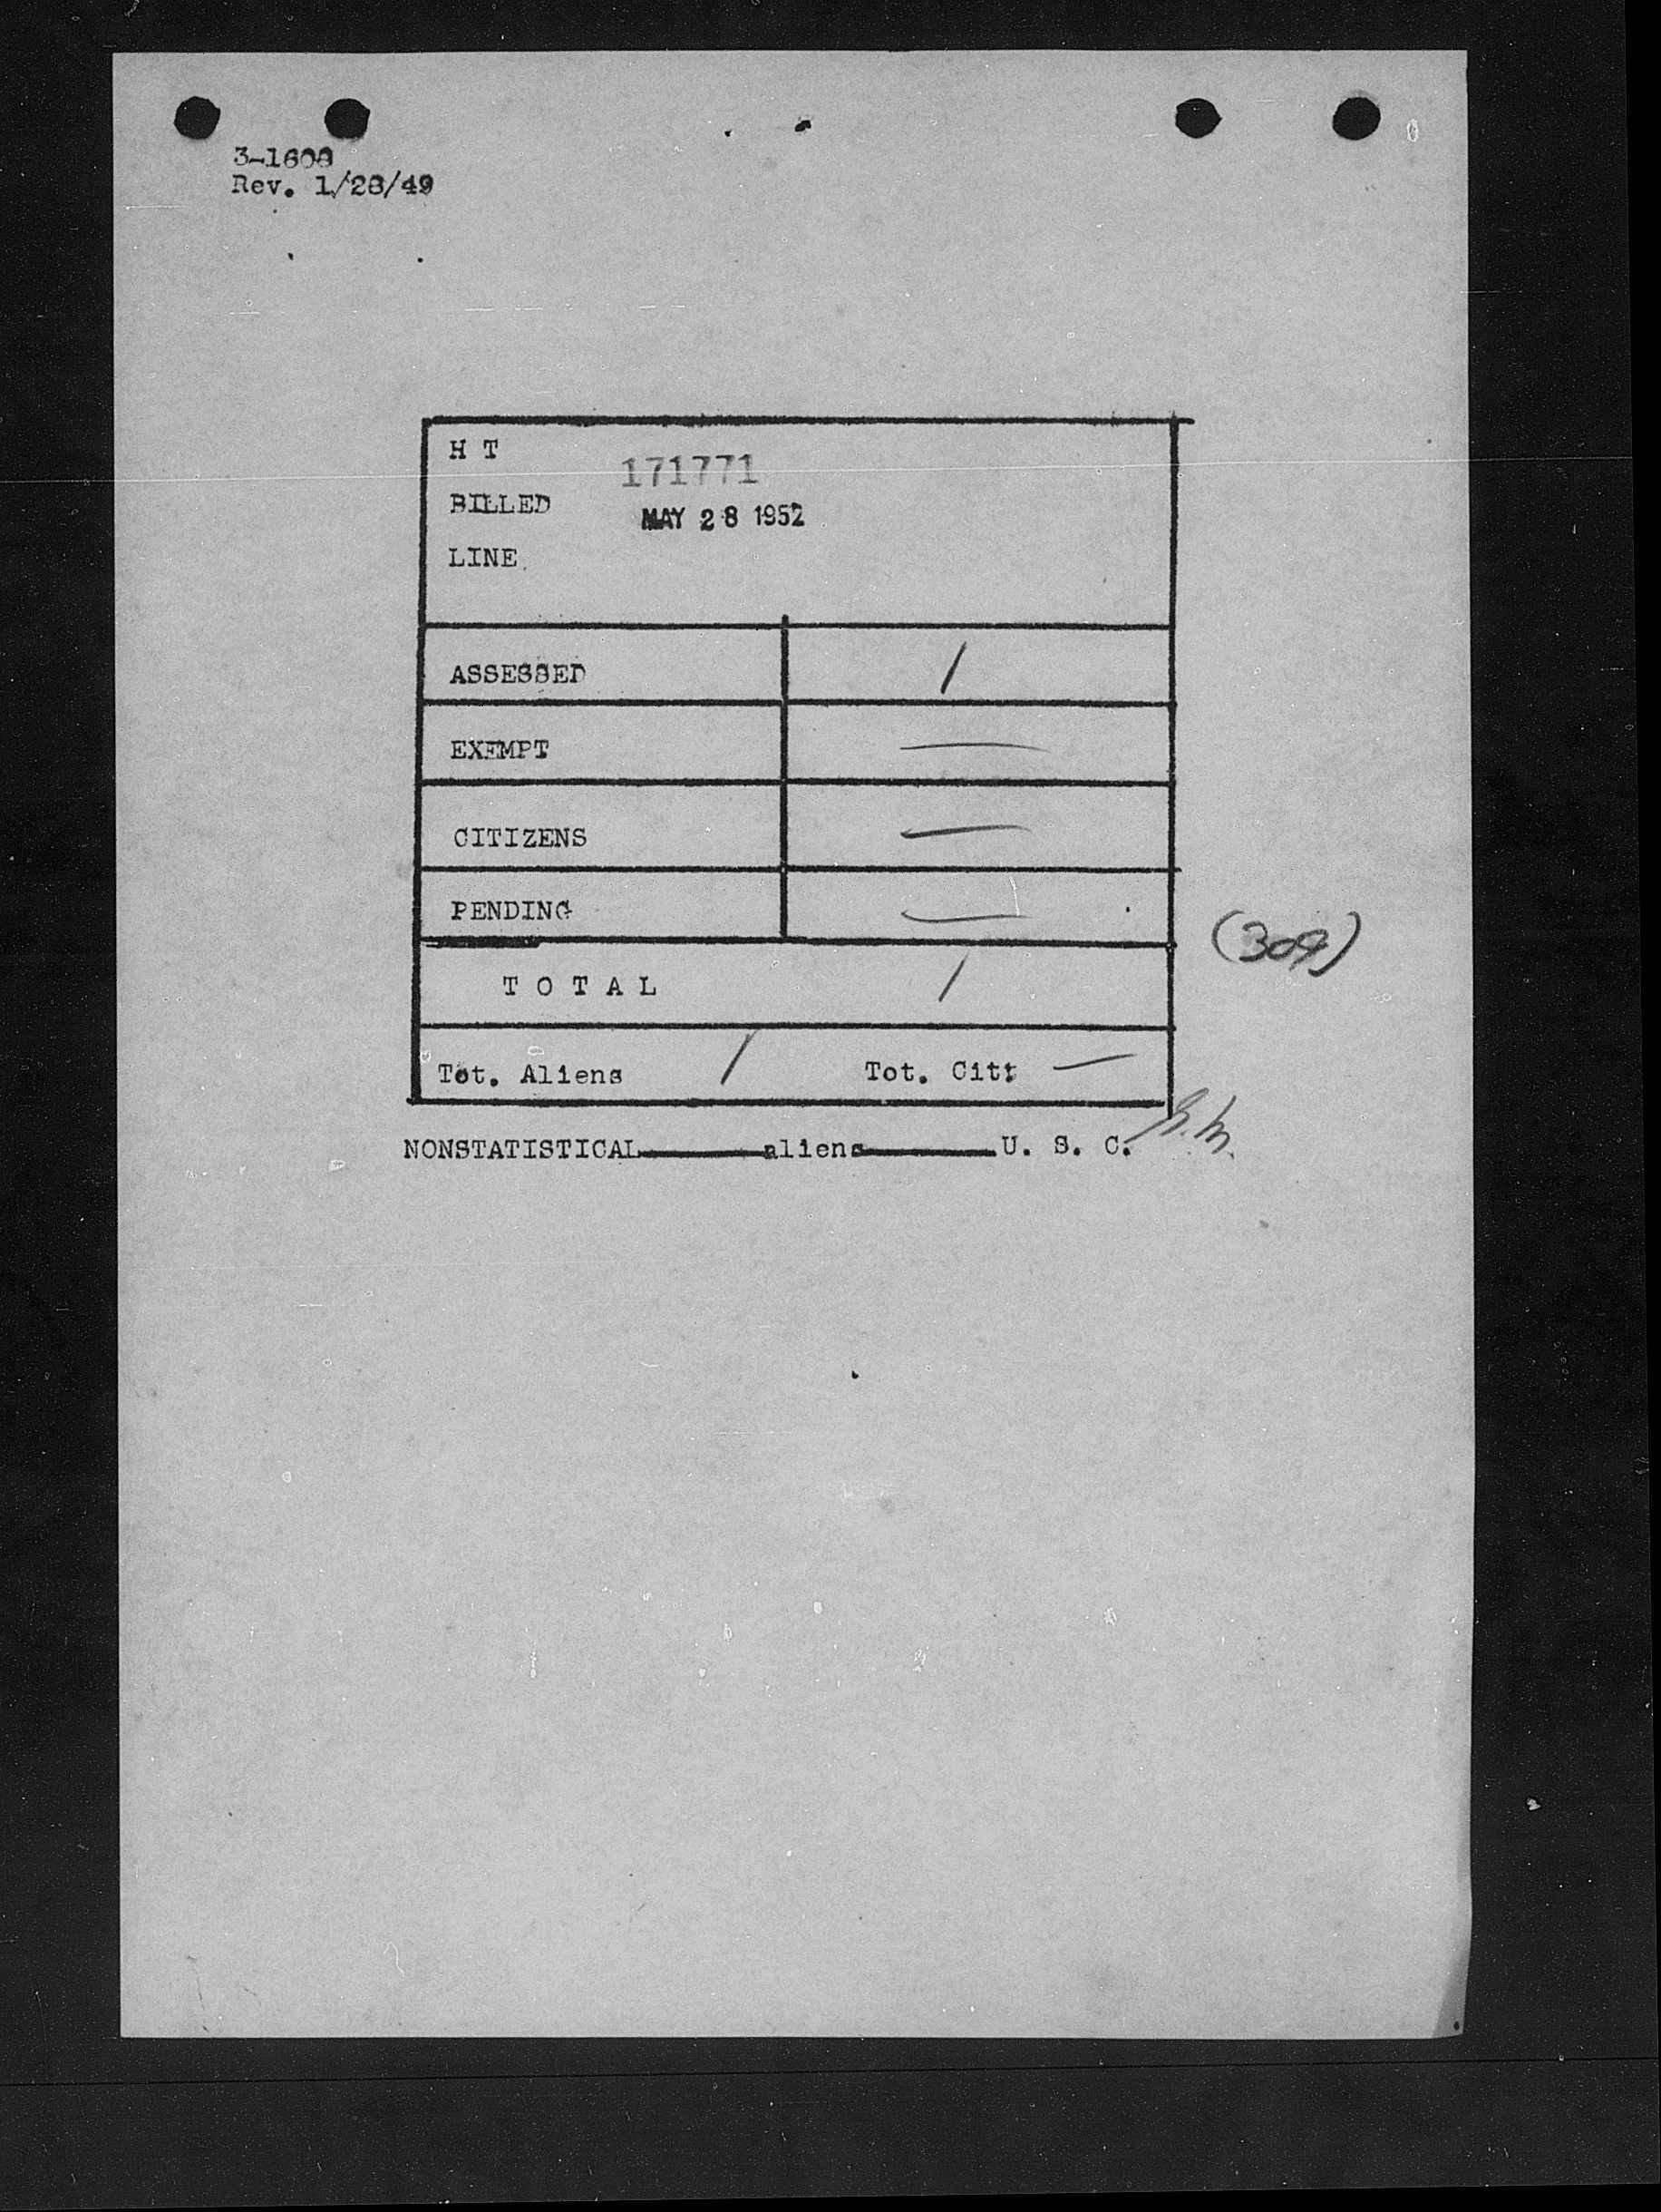 3-1608
Rev. 1/28/49
H T 171771
BILLED MAY 28 1952
LINE
ASSESSED /
EXEMPT —
CITIZENS —
PENDING —
(309)
T O T A L /
Tot. Aliens / Tot. Citz —
NONSTATISTICAL aliens U. S. C.